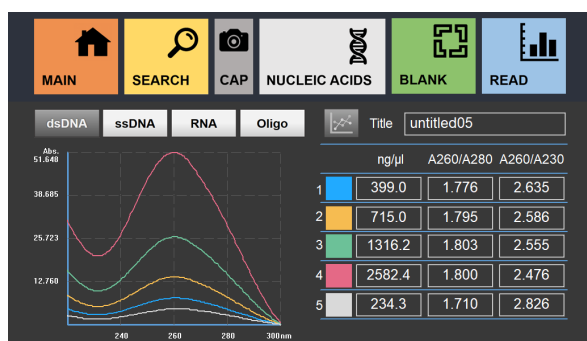 MAIN SEARCH CAP NUCLEIC ACIDS BLANK READ
dsDNA ssDNA RNA Oligo
Title untitled05
Abs.
51.648
38.685
25.723
12.760
240 260 280 300nm
ng/µl A260/A280 A260/A230
1 399.0 1.776 2.635
2 715.0 1.795 2.586
3 1316.2 1.803 2.555
4 2582.4 1.800 2.476
5 234.3 1.710 2.826